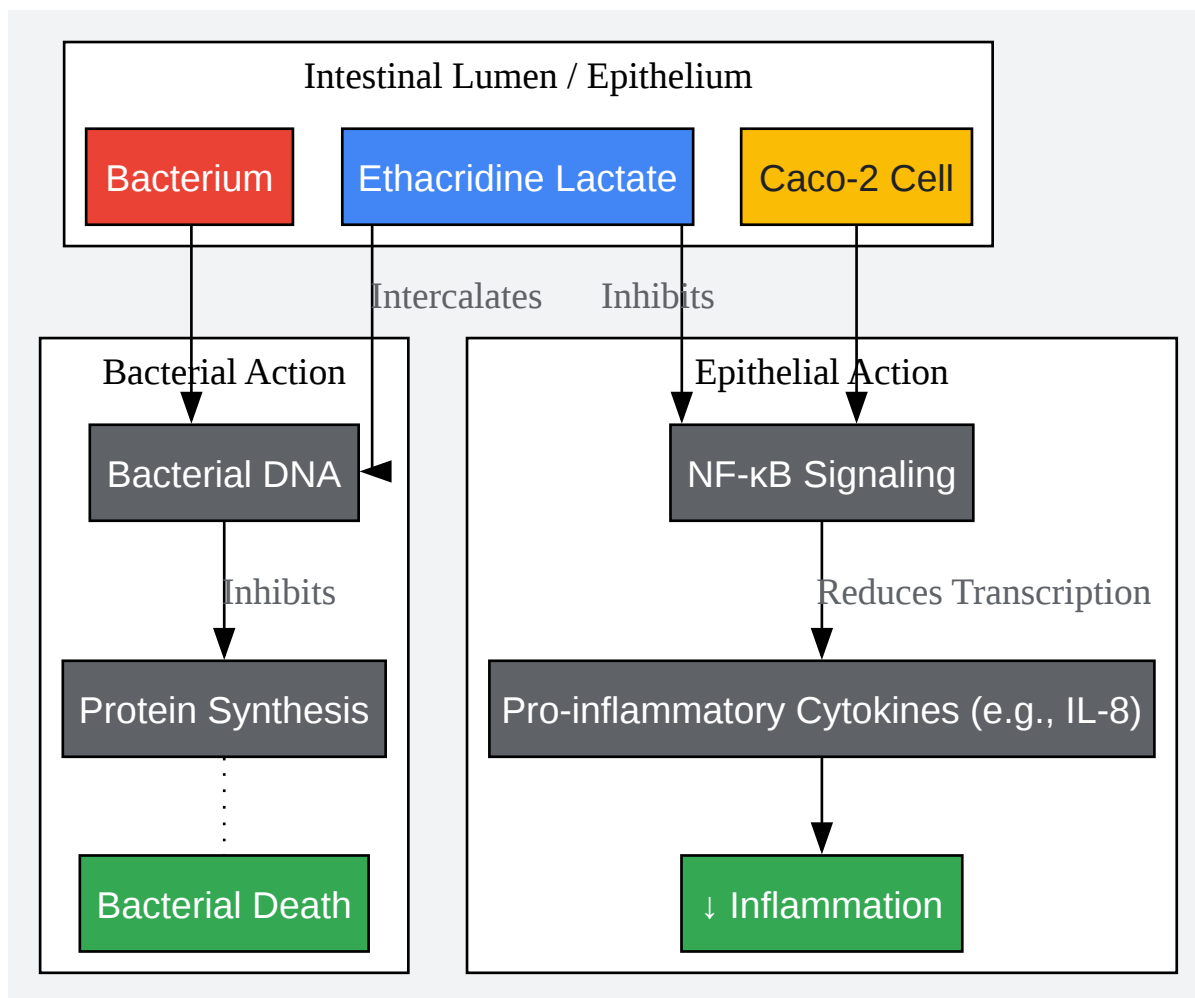 Intestinal Lumen / Epithelium
Bacterium
Ethacridine Lactate
Caco-2 Cell
Intercalates
Inhibits
Bacterial Action
Bacterial DNA
Inhibits
Protein Synthesis
Bacterial Death
Epithelial Action
NF-κB Signaling
Reduces Transcription
Pro-inflammatory Cytokines (e.g., IL-8)
↓ Inflammation